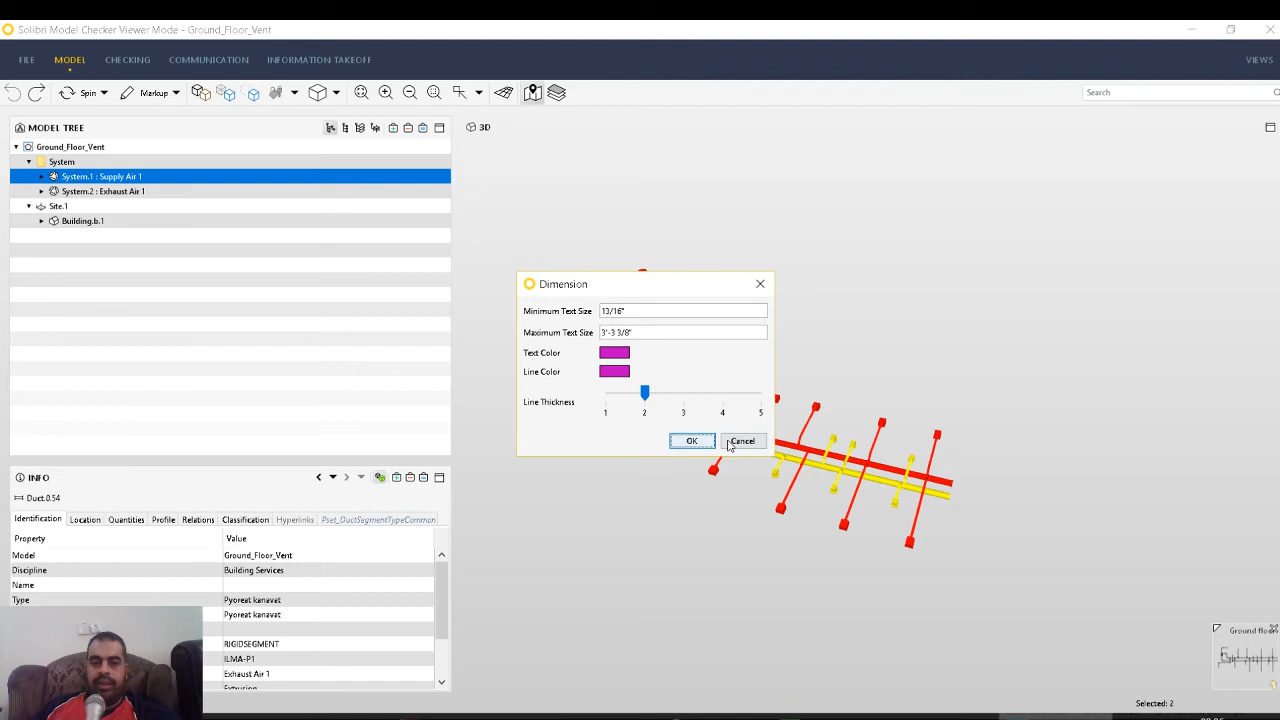 Solibri Model Checker Viewer Mode - Ground_Floor_Vent
FILE MODEL CHECKING COMMUNICATION INFORMATION TAKEOFF VIEWS
Spin Markup Search
MODEL TREE
3D
Ground_Floor_Vent
System
System.1 : Supply Air 1
System.2 : Exhaust Air 1
Site.1
Building.b.1
Dimension
Minimum Text Size 13/16"
Maximum Text Size 3'-3 3/8"
Text Color
Line Color
Line Thickness
1 2 3 4 5
OK Cancel
INFO
Duct.0.54
Identification Location Quantities Profile Relations Classification Hyperlinks Pset_DuctSegmentTypeCommon
Property Value
Model Ground_Floor_Vent
Discipline Building Services
Name
Type Pyoreat kanavat
Pyoreat kanavat
RIGIDSEGMENT
ILMA-P1
Exhaust Air 1
Extrusion
Ground floo
Selected: 2